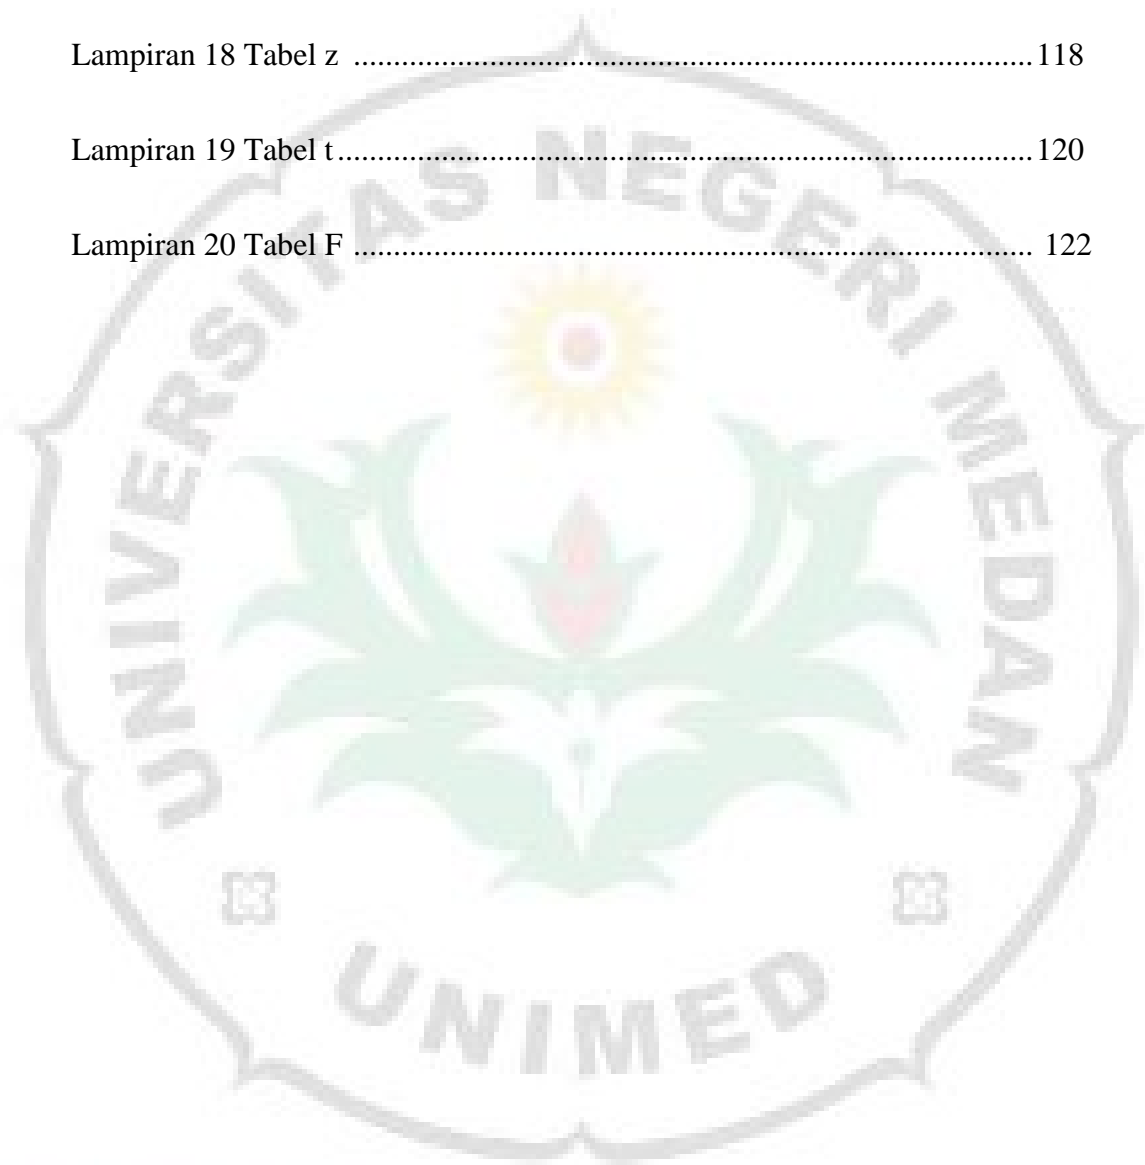 Lampiran 18 Tabel z ..................................................................................... 118
Lampiran 19 Tabel t ....................................................................................... 120
Lampiran 20 Tabel F ..................................................................................... 122
UNIVERSITAS NEGERI MEDAN
UNIMED